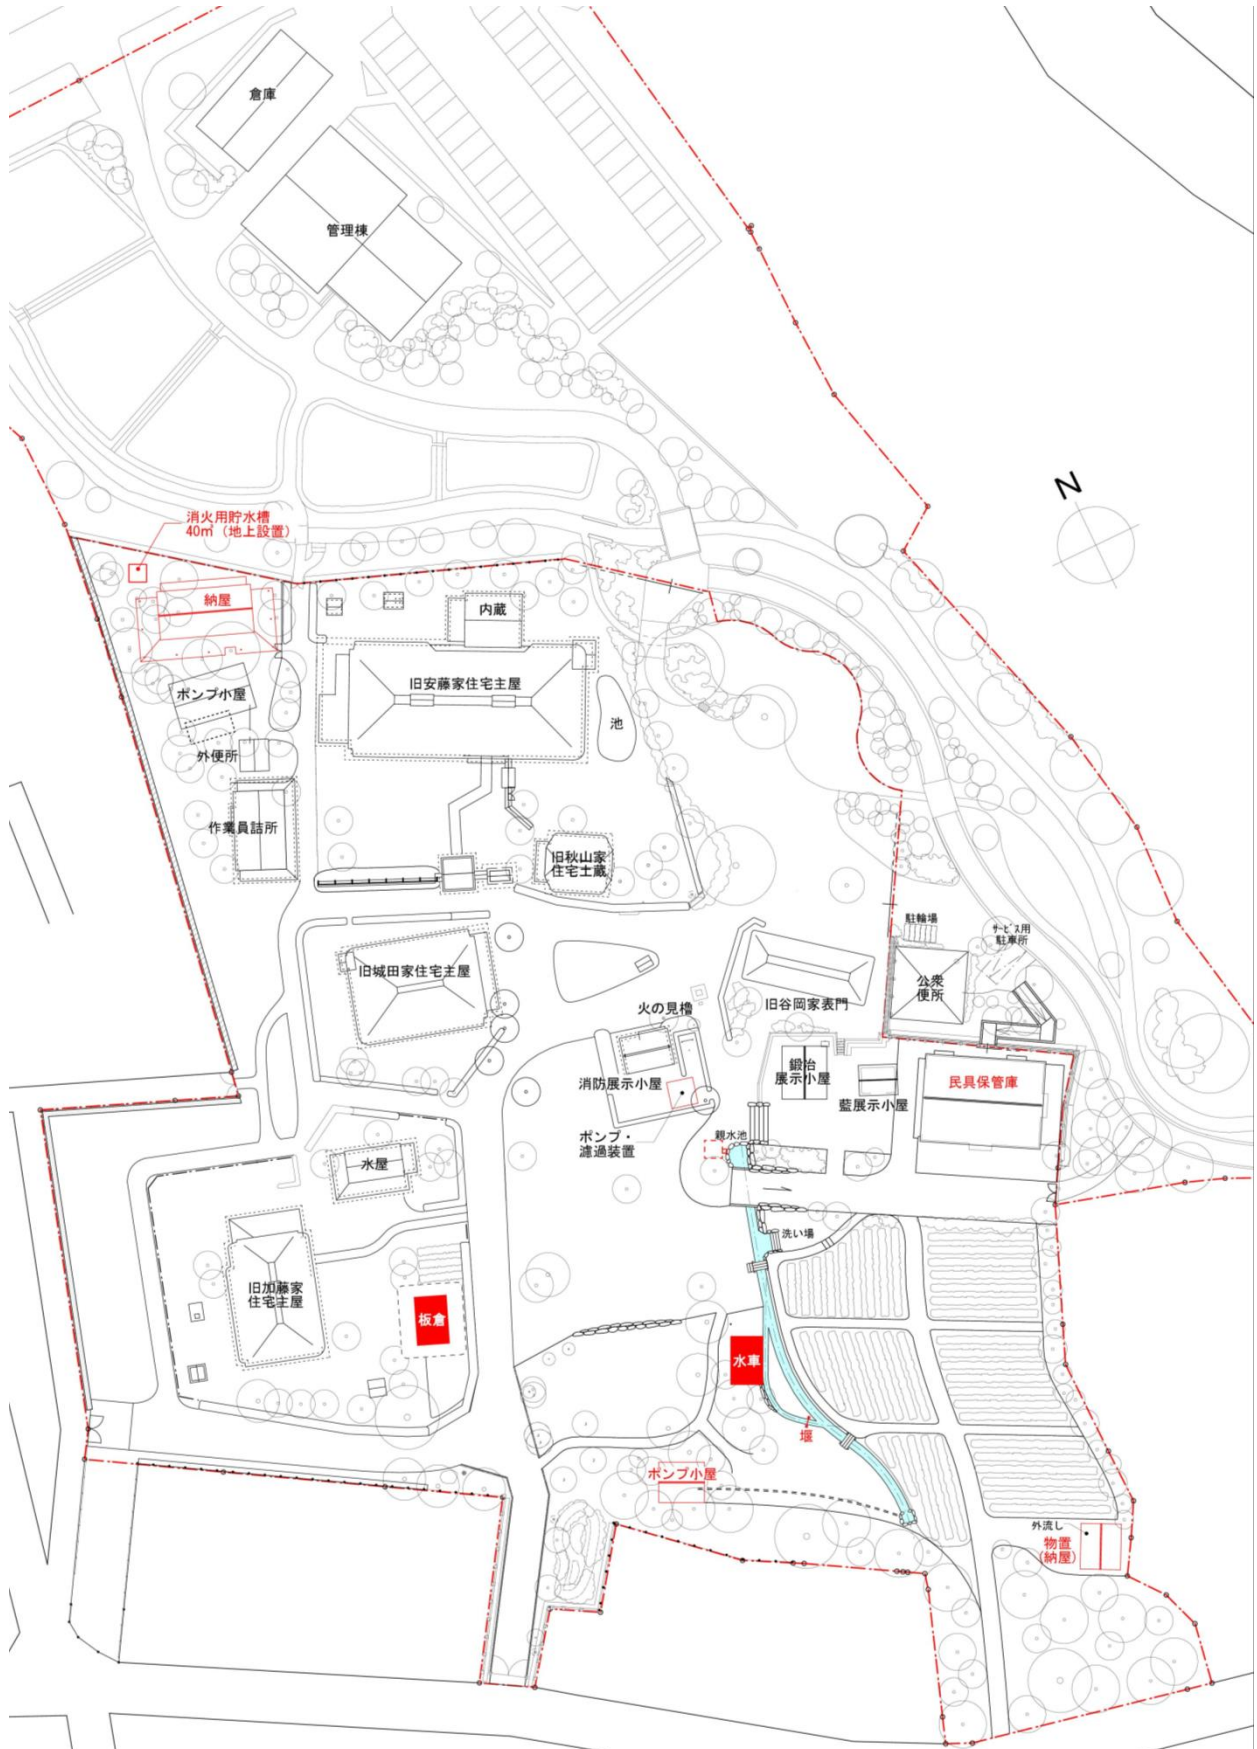 倉庫
管理棟
N
消火用貯水槽
40㎥（地上設置）
納屋
内蔵
旧安藤家住宅主屋
ポンプ小屋
池
外便所
作業員詰所
旧秋山家
住宅土蔵
駐輪場
サービス用
駐車所
旧城田家住宅主屋
公衆
便所
火の見櫓
旧谷岡家表門
消防展示小屋
鍛冶
展示小屋
民具保管庫
藍展示小屋
ポンプ・
濾過装置
親水池
水屋
洗い場
旧加藤家
住宅主屋
板倉
水車
堰
ポンプ小屋
外流し
物置
（納屋）